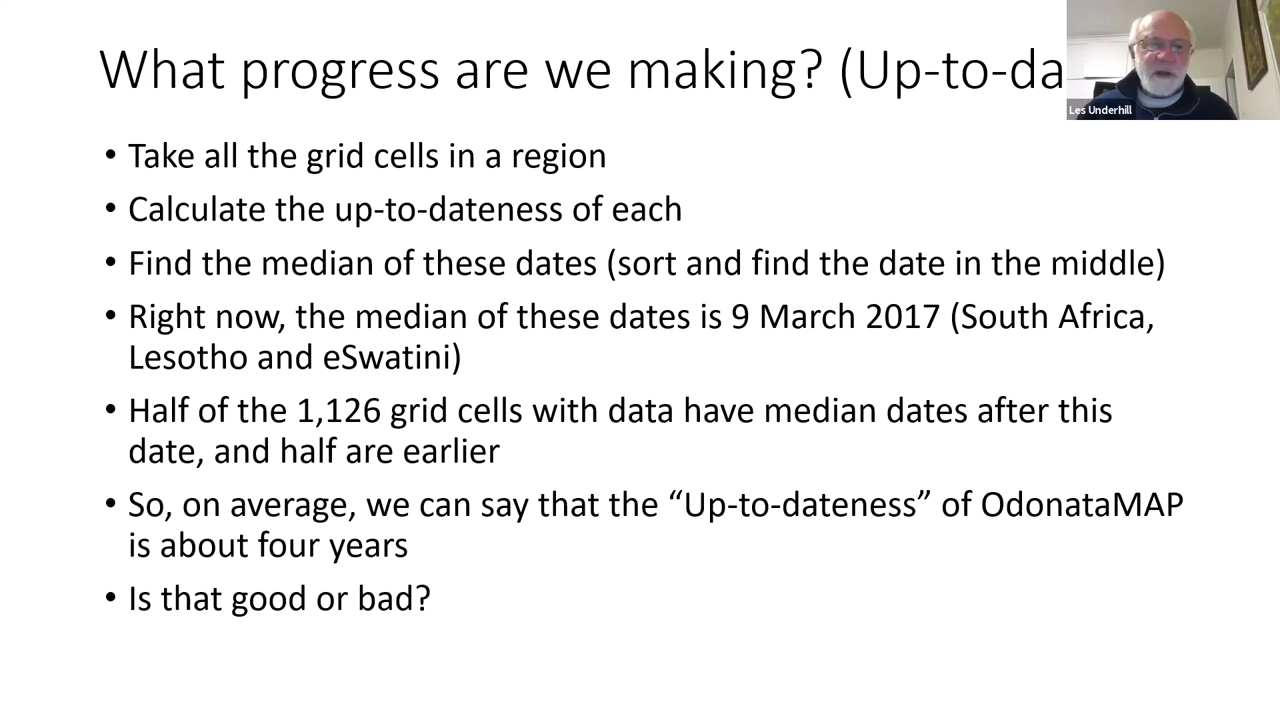 What progress are we making? (Up-to-da
Les Underhill
• Take all the grid cells in a region
• Calculate the up-to-dateness of each
• Find the median of these dates (sort and find the date in the middle)
• Right now, the median of these dates is 9 March 2017 (South Africa,
Lesotho and eSwatini)
• Half of the 1,126 grid cells with data have median dates after this
date, and half are earlier
• So, on average, we can say that the “Up-to-dateness” of OdonataMAP
is about four years
• Is that good or bad?